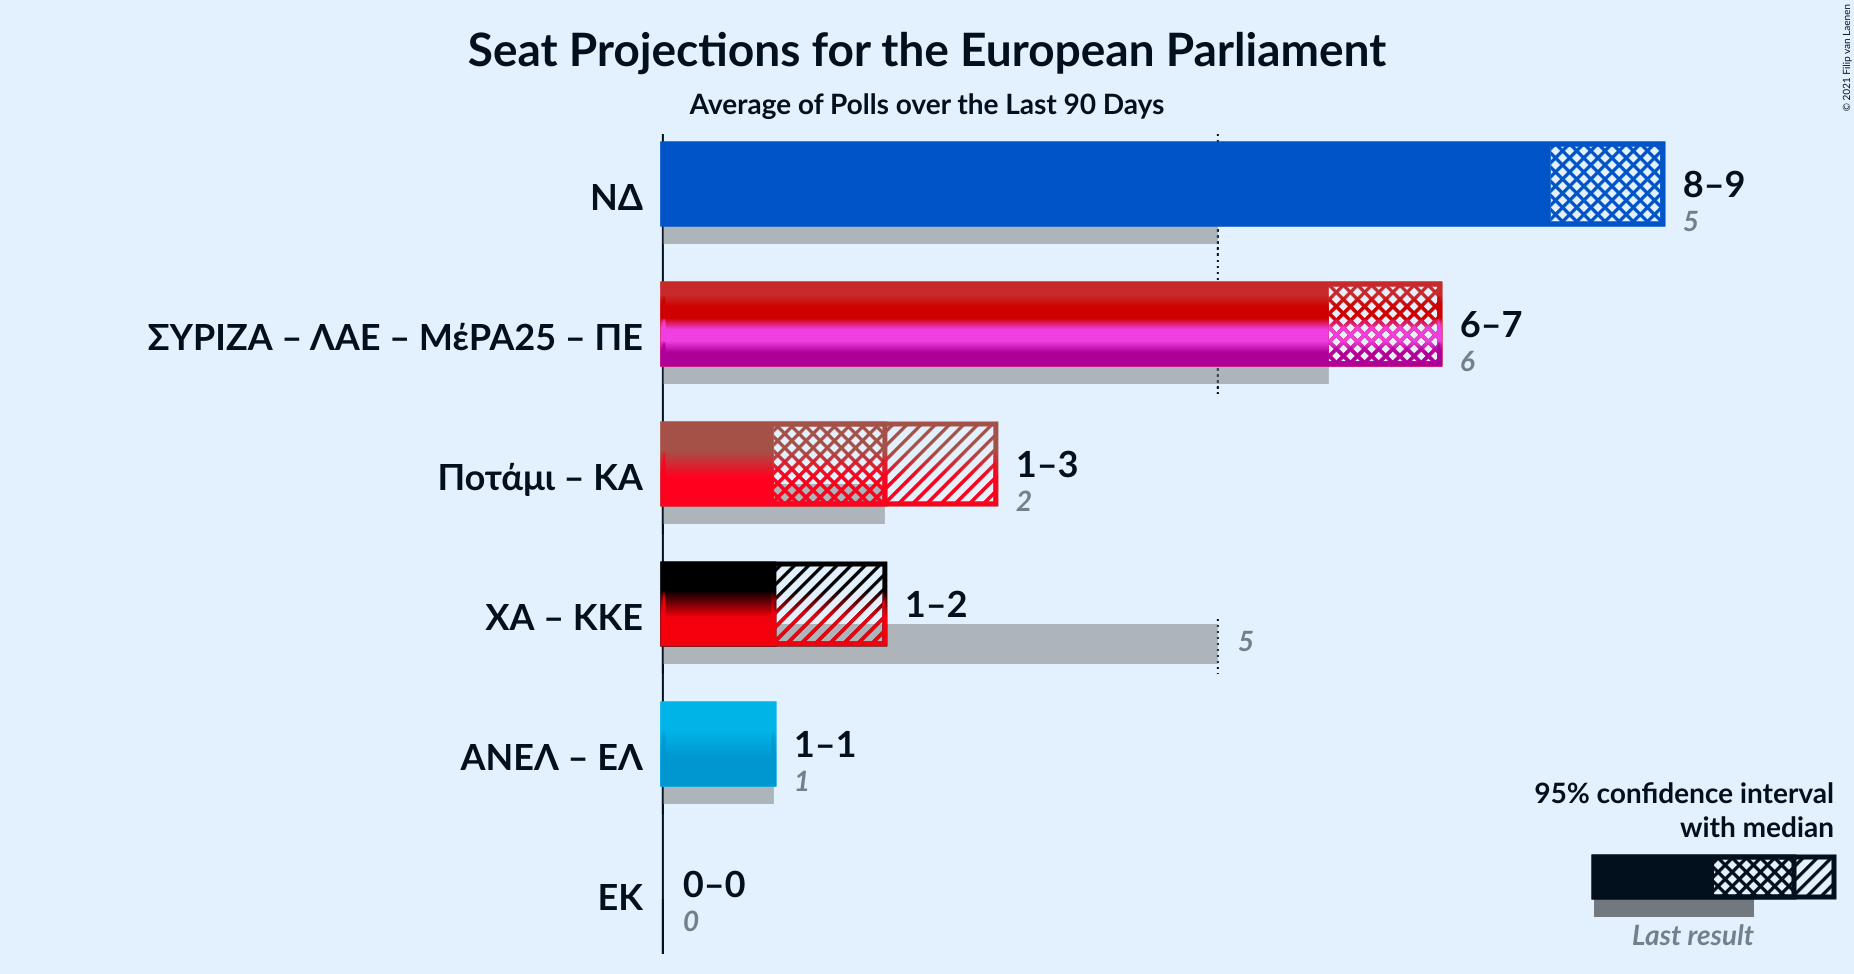 Seat Projections for the European Parliament
Average of Polls over the Last 90 Days
© 2021 Filip van Laenen
ΝΔ
8–9
5
ΣΥΡΙΖΑ – ΛΑΕ – ΜέΡΑ25 – ΠΕ
6–7
6
Ποτάμι – ΚΑ
1–3
2
ΧΑ – ΚΚΕ
1–2
5
ΑΝΕΛ – ΕΛ
1–1
1
ΕΚ
0–0
0
95% confidence interval
with median
Last result